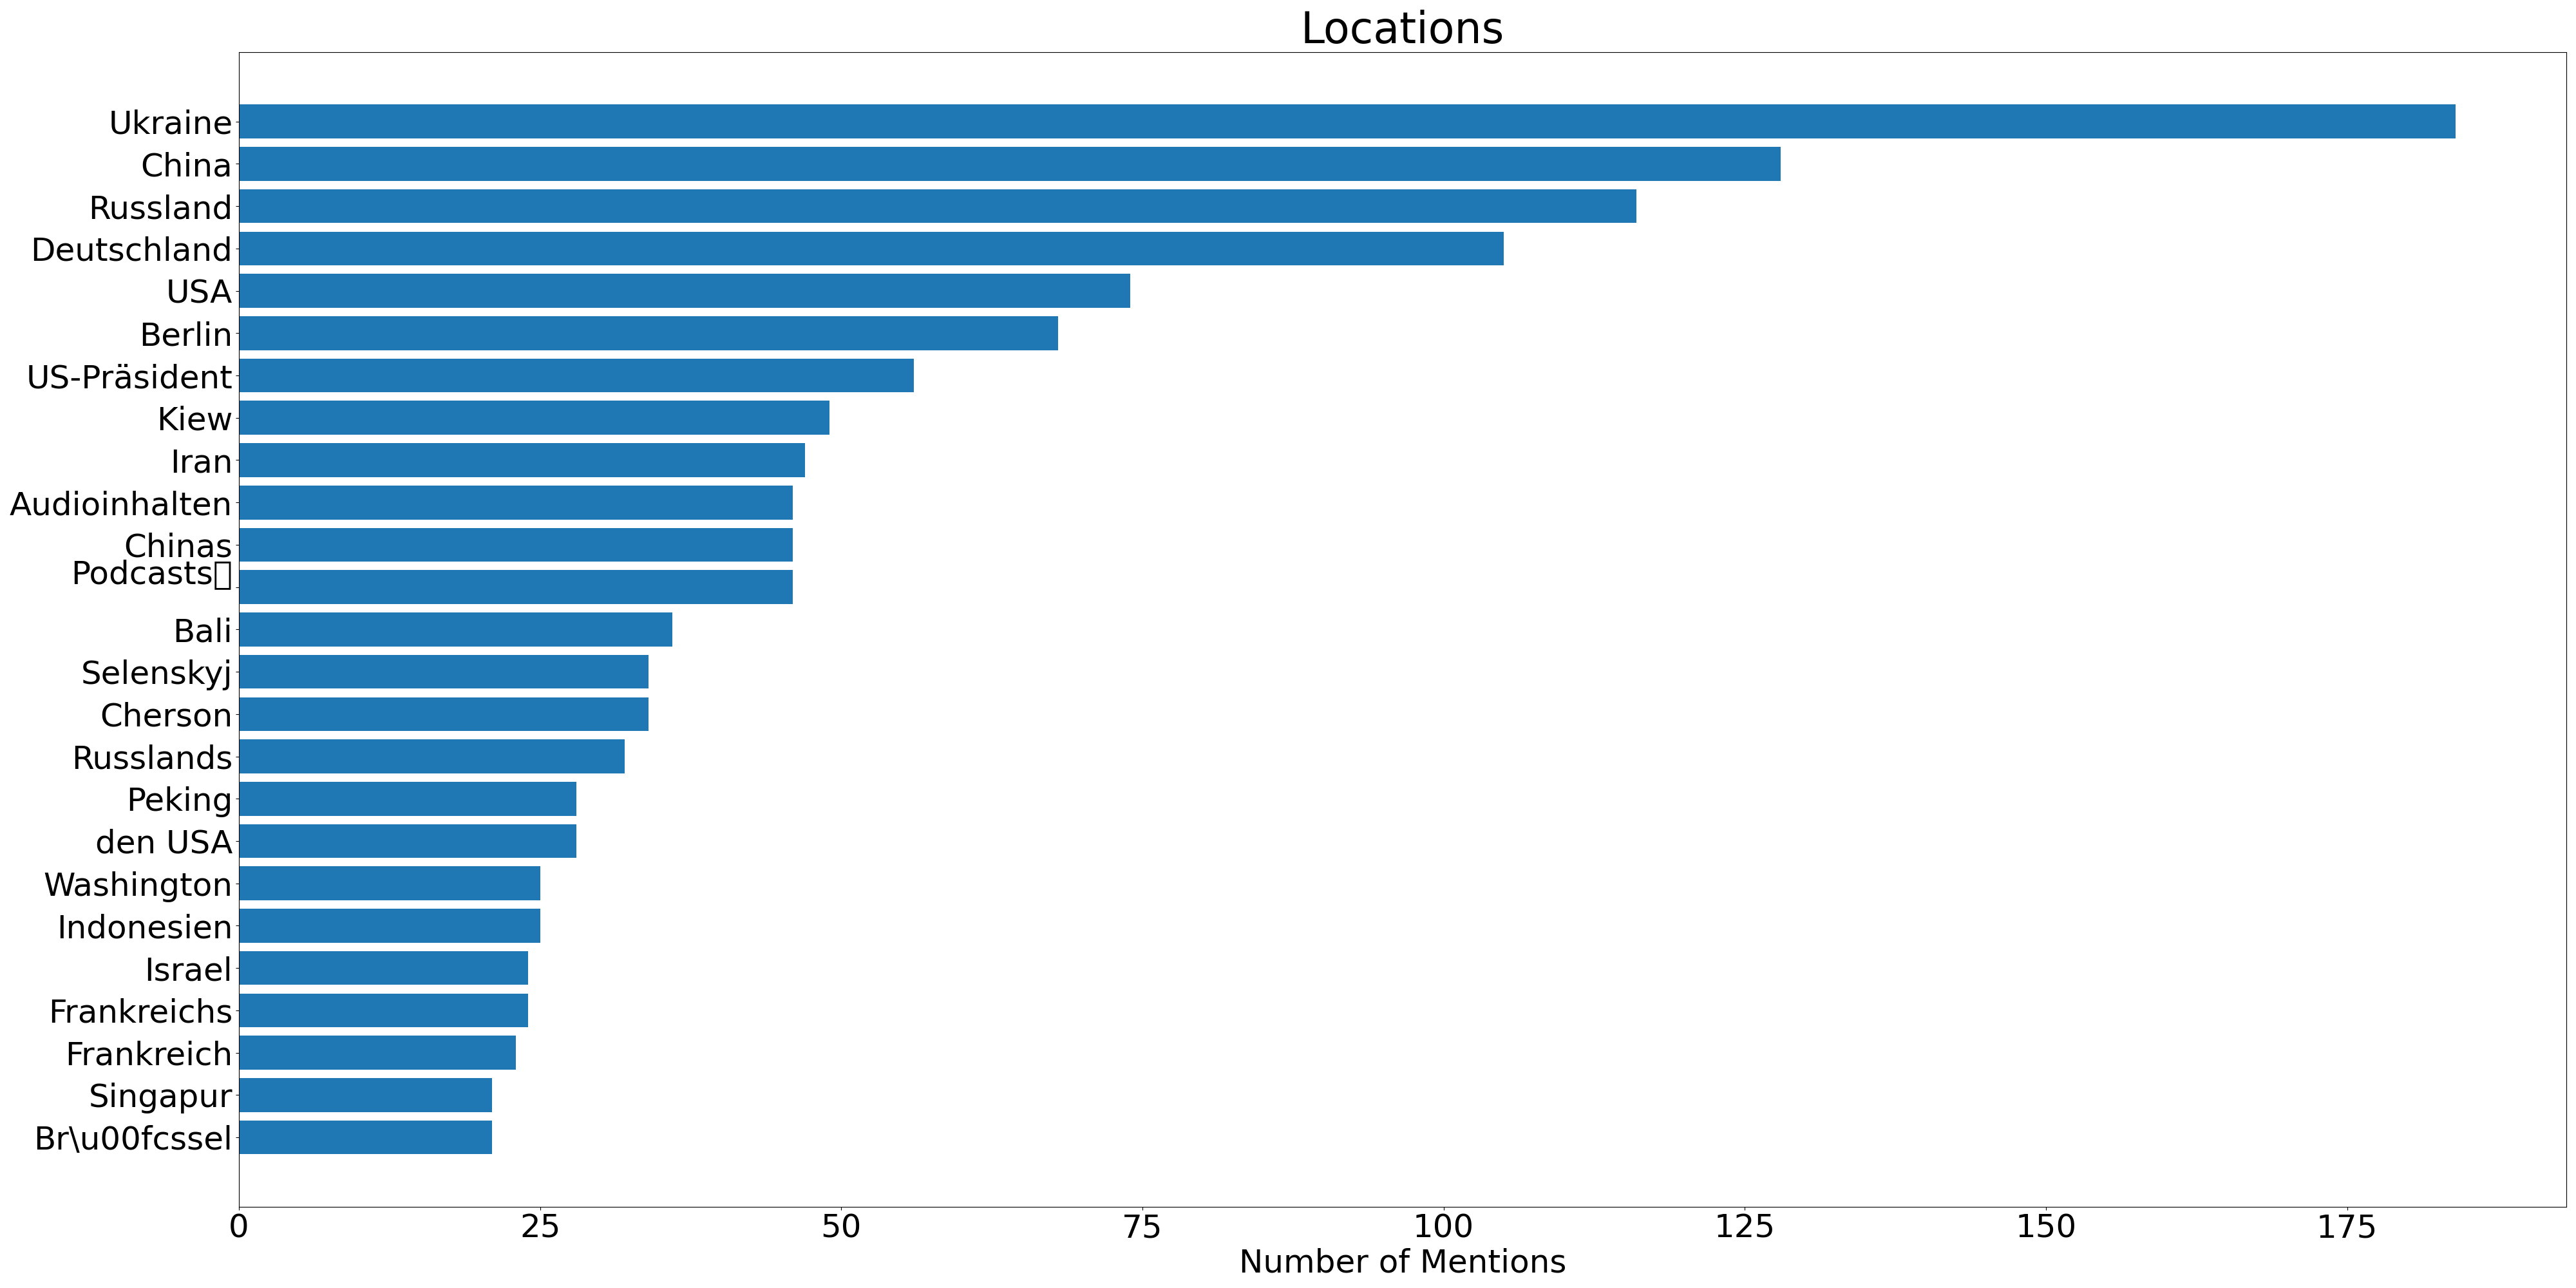 Locations
Ukraine
China
Russland
Deutschland
USA
Berlin
US-Präsident
Kiew
Iran
Audioinhalten
Chinas
Podcasts▯
Bali
Selenskyj
Cherson
Russlands
Peking
den USA
Washington
Indonesien
Israel
Frankreichs
Frankreich
Singapur
Br\u00fcssel
0 25 50 75 100 125 150 175
Number of Mentions